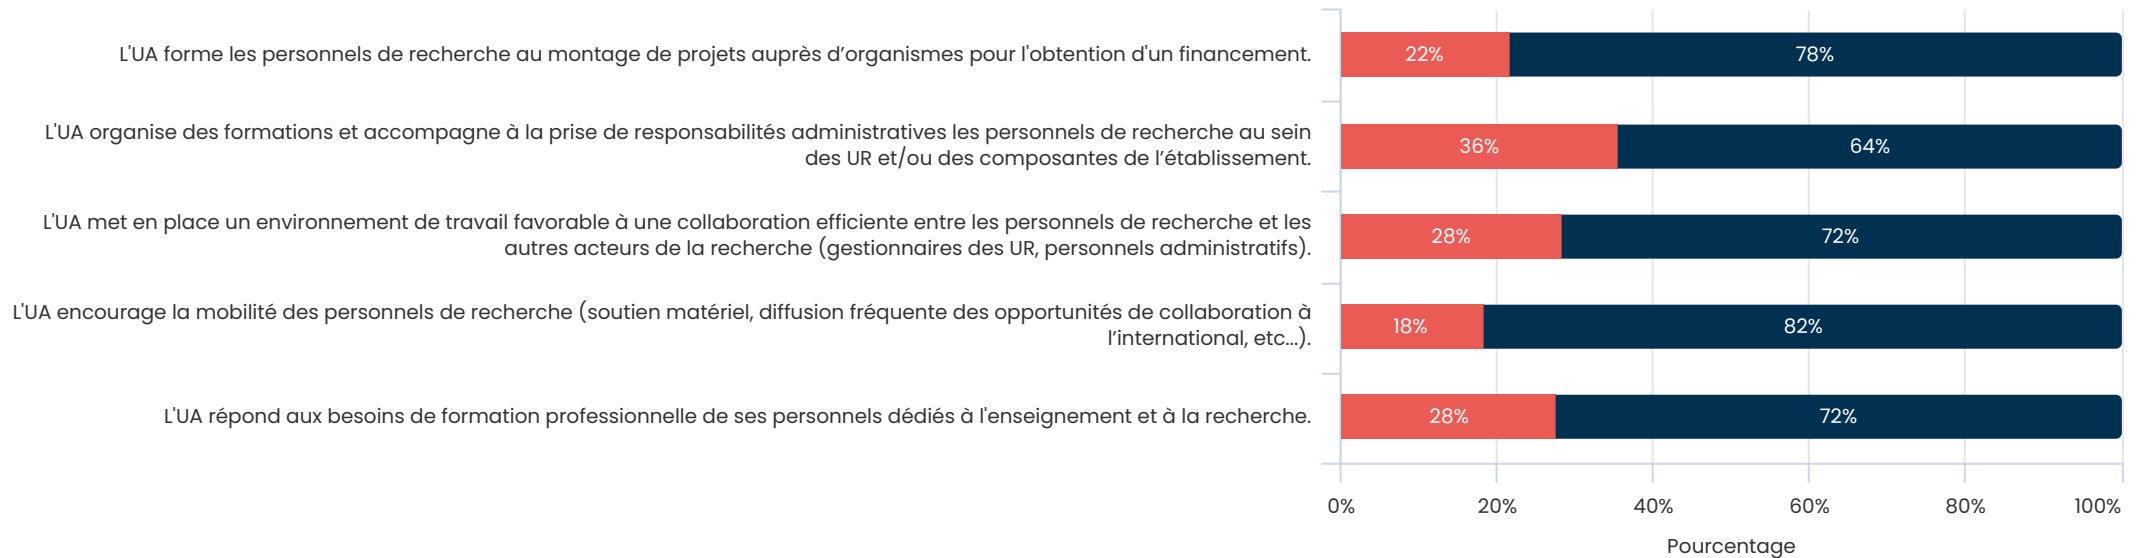 L'UA forme les personnels de recherche au montage de projets auprès d’organismes pour l'obtention d'un financement.
22%
78%
L'UA organise des formations et accompagne à la prise de responsabilités administratives les personnels de recherche au sein
des UR et/ou des composantes de l’établissement.
36%
64%
L'UA met en place un environnement de travail favorable à une collaboration efficiente entre les personnels de recherche et les
autres acteurs de la recherche (gestionnaires des UR, personnels administratifs).
28%
72%
L'UA encourage la mobilité des personnels de recherche (soutien matériel, diffusion fréquente des opportunités de collaboration à
l’international, etc...).
18%
82%
L'UA répond aux besoins de formation professionnelle de ses personnels dédiés à l'enseignement et à la recherche.
28%
72%
0%
20%
40%
60%
80%
100%
Pourcentage